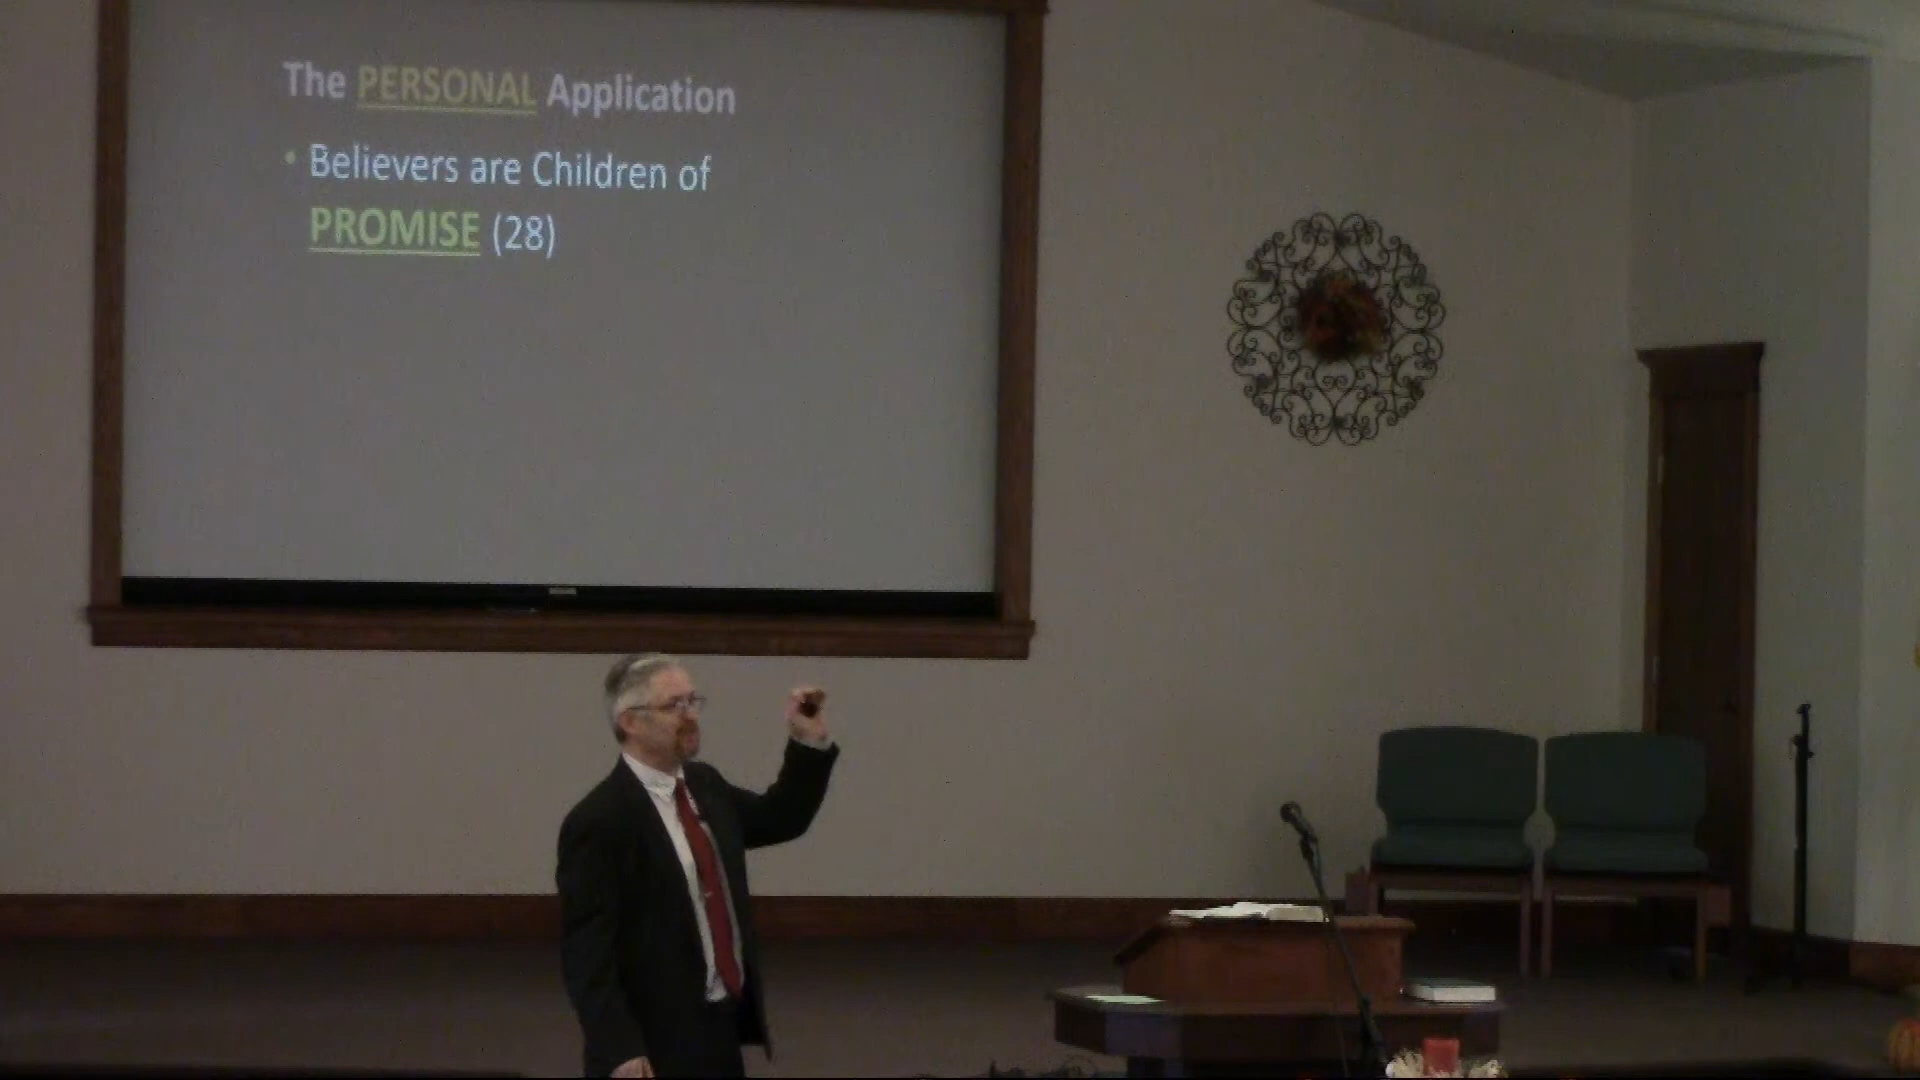 The PERSONAL Application
• Believers are Children of
PROMISE (28)